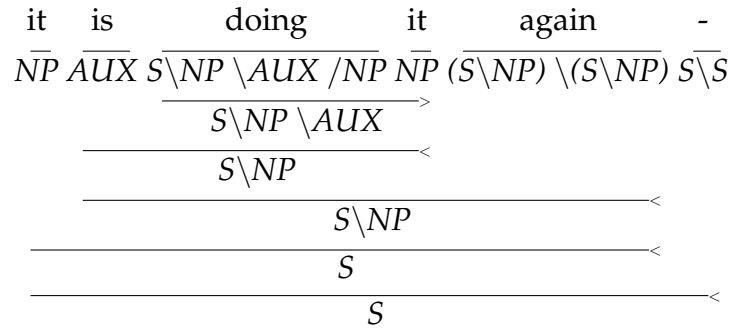 it is doing it again -
NP AUX S\NP \AUX /NP NP (S\NP) \(S\NP) S\S
>
S\NP \AUX
<
S\NP
<
S\NP
<
S
<
S